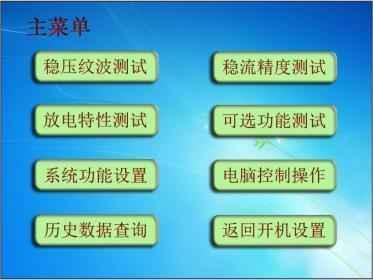 主菜单
稳压纹波测试 稳流精度测试
放电特性测试 可选功能测试
系统功能设置 电脑控制操作
历史数据查询 返回开机设置